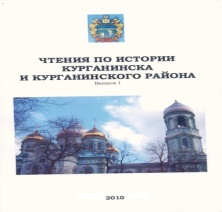 ЧТЕНИЯ ПО ИСТОРИИ
КУРГАНИНСКА
И КУРГАНИНСКОГО РАЙОНА
Выпуск 1
2010